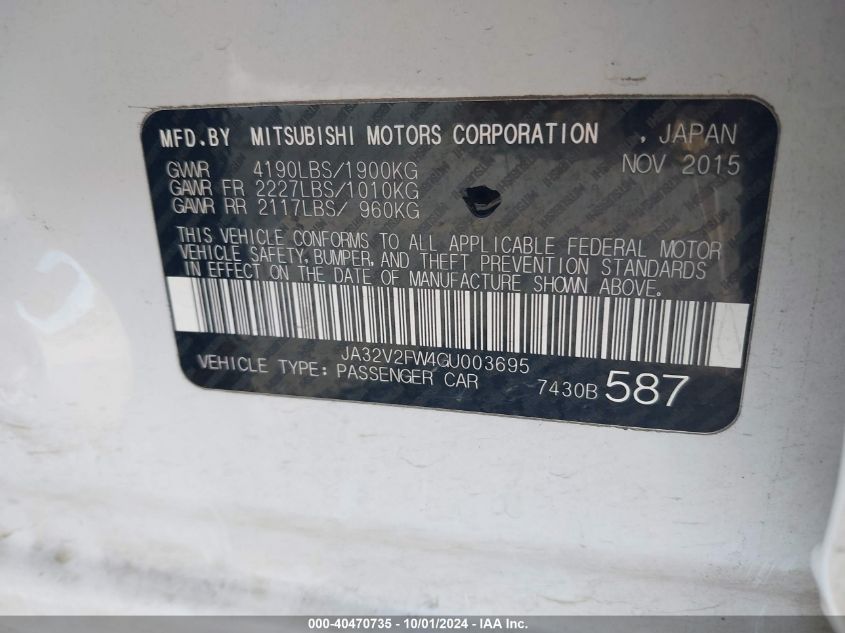 MFD.BY MITSUBISHI MOTORS CORPORATION , JAPAN
GVWR 4190LBS/1900KG NOV 2015
GAWR FR 2227LBS/1010KG
GAWR RR 2117LBS/ 960KG
THIS VEHICLE CONFORMS TO ALL APPLICABLE FEDERAL MOTOR
VEHICLE SAFETY, BUMPER, AND THEFT PREVENTION STANDARDS
IN EFFECT ON THE DATE OF MANUFACTURE SHOWN ABOVE.
JA32V2FW4GU003695
VEHICLE TYPE: PASSENGER CAR 7430B 587
000-40470735 - 10/01/2024 - IAA Inc.